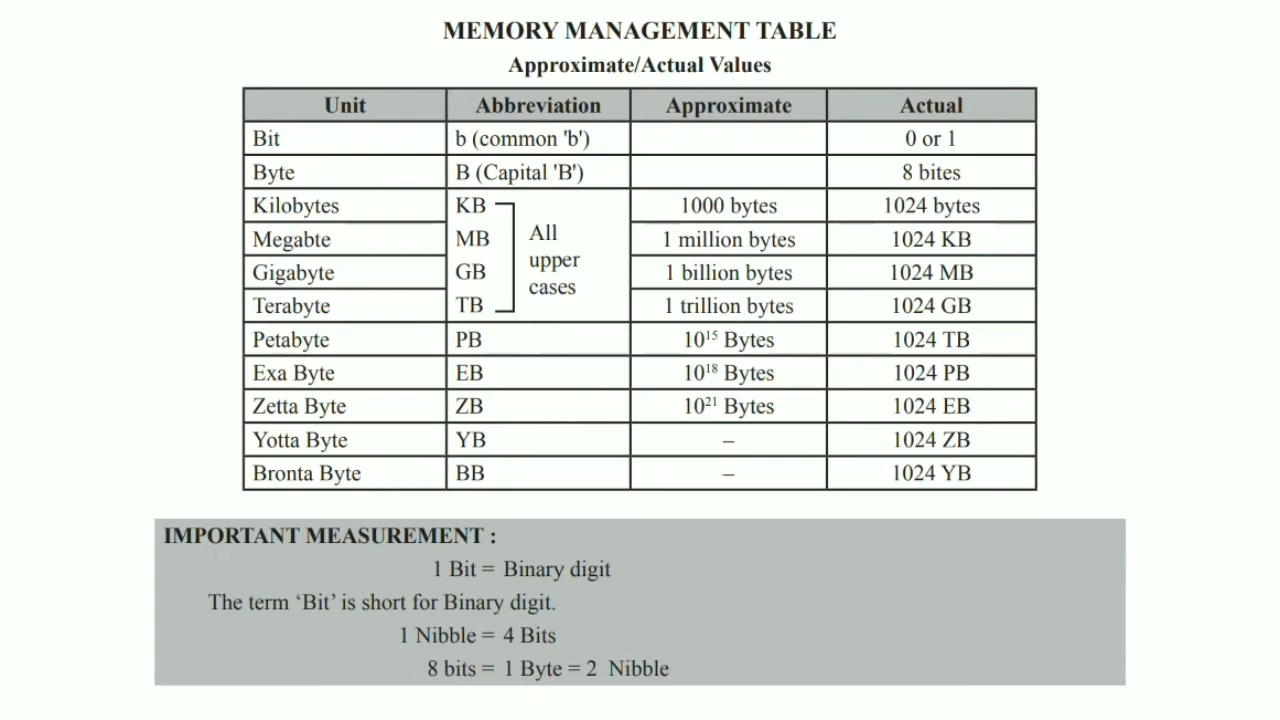 MEMORY MANAGEMENT TABLE
Approximate/Actual Values
Unit Abbreviation Approximate Actual
Bit b (common 'b') 0 or 1
Byte B (Capital 'B') 8 bites
Kilobytes KB 1000 bytes 1024 bytes
Megabte MB 1 million bytes 1024 KB
Gigabyte GB 1 billion bytes 1024 MB
Terabyte TB 1 trillion bytes 1024 GB
All
upper
cases
Petabyte PB 10¹⁵ Bytes 1024 TB
Exa Byte EB 10¹⁸ Bytes 1024 PB
Zetta Byte ZB 10²¹ Bytes 1024 EB
Yotta Byte YB – 1024 ZB
Bronta Byte BB – 1024 YB
IMPORTANT MEASUREMENT :
1 Bit = Binary digit
The term ‘Bit’ is short for Binary digit.
1 Nibble = 4 Bits
8 bits = 1 Byte = 2 Nibble